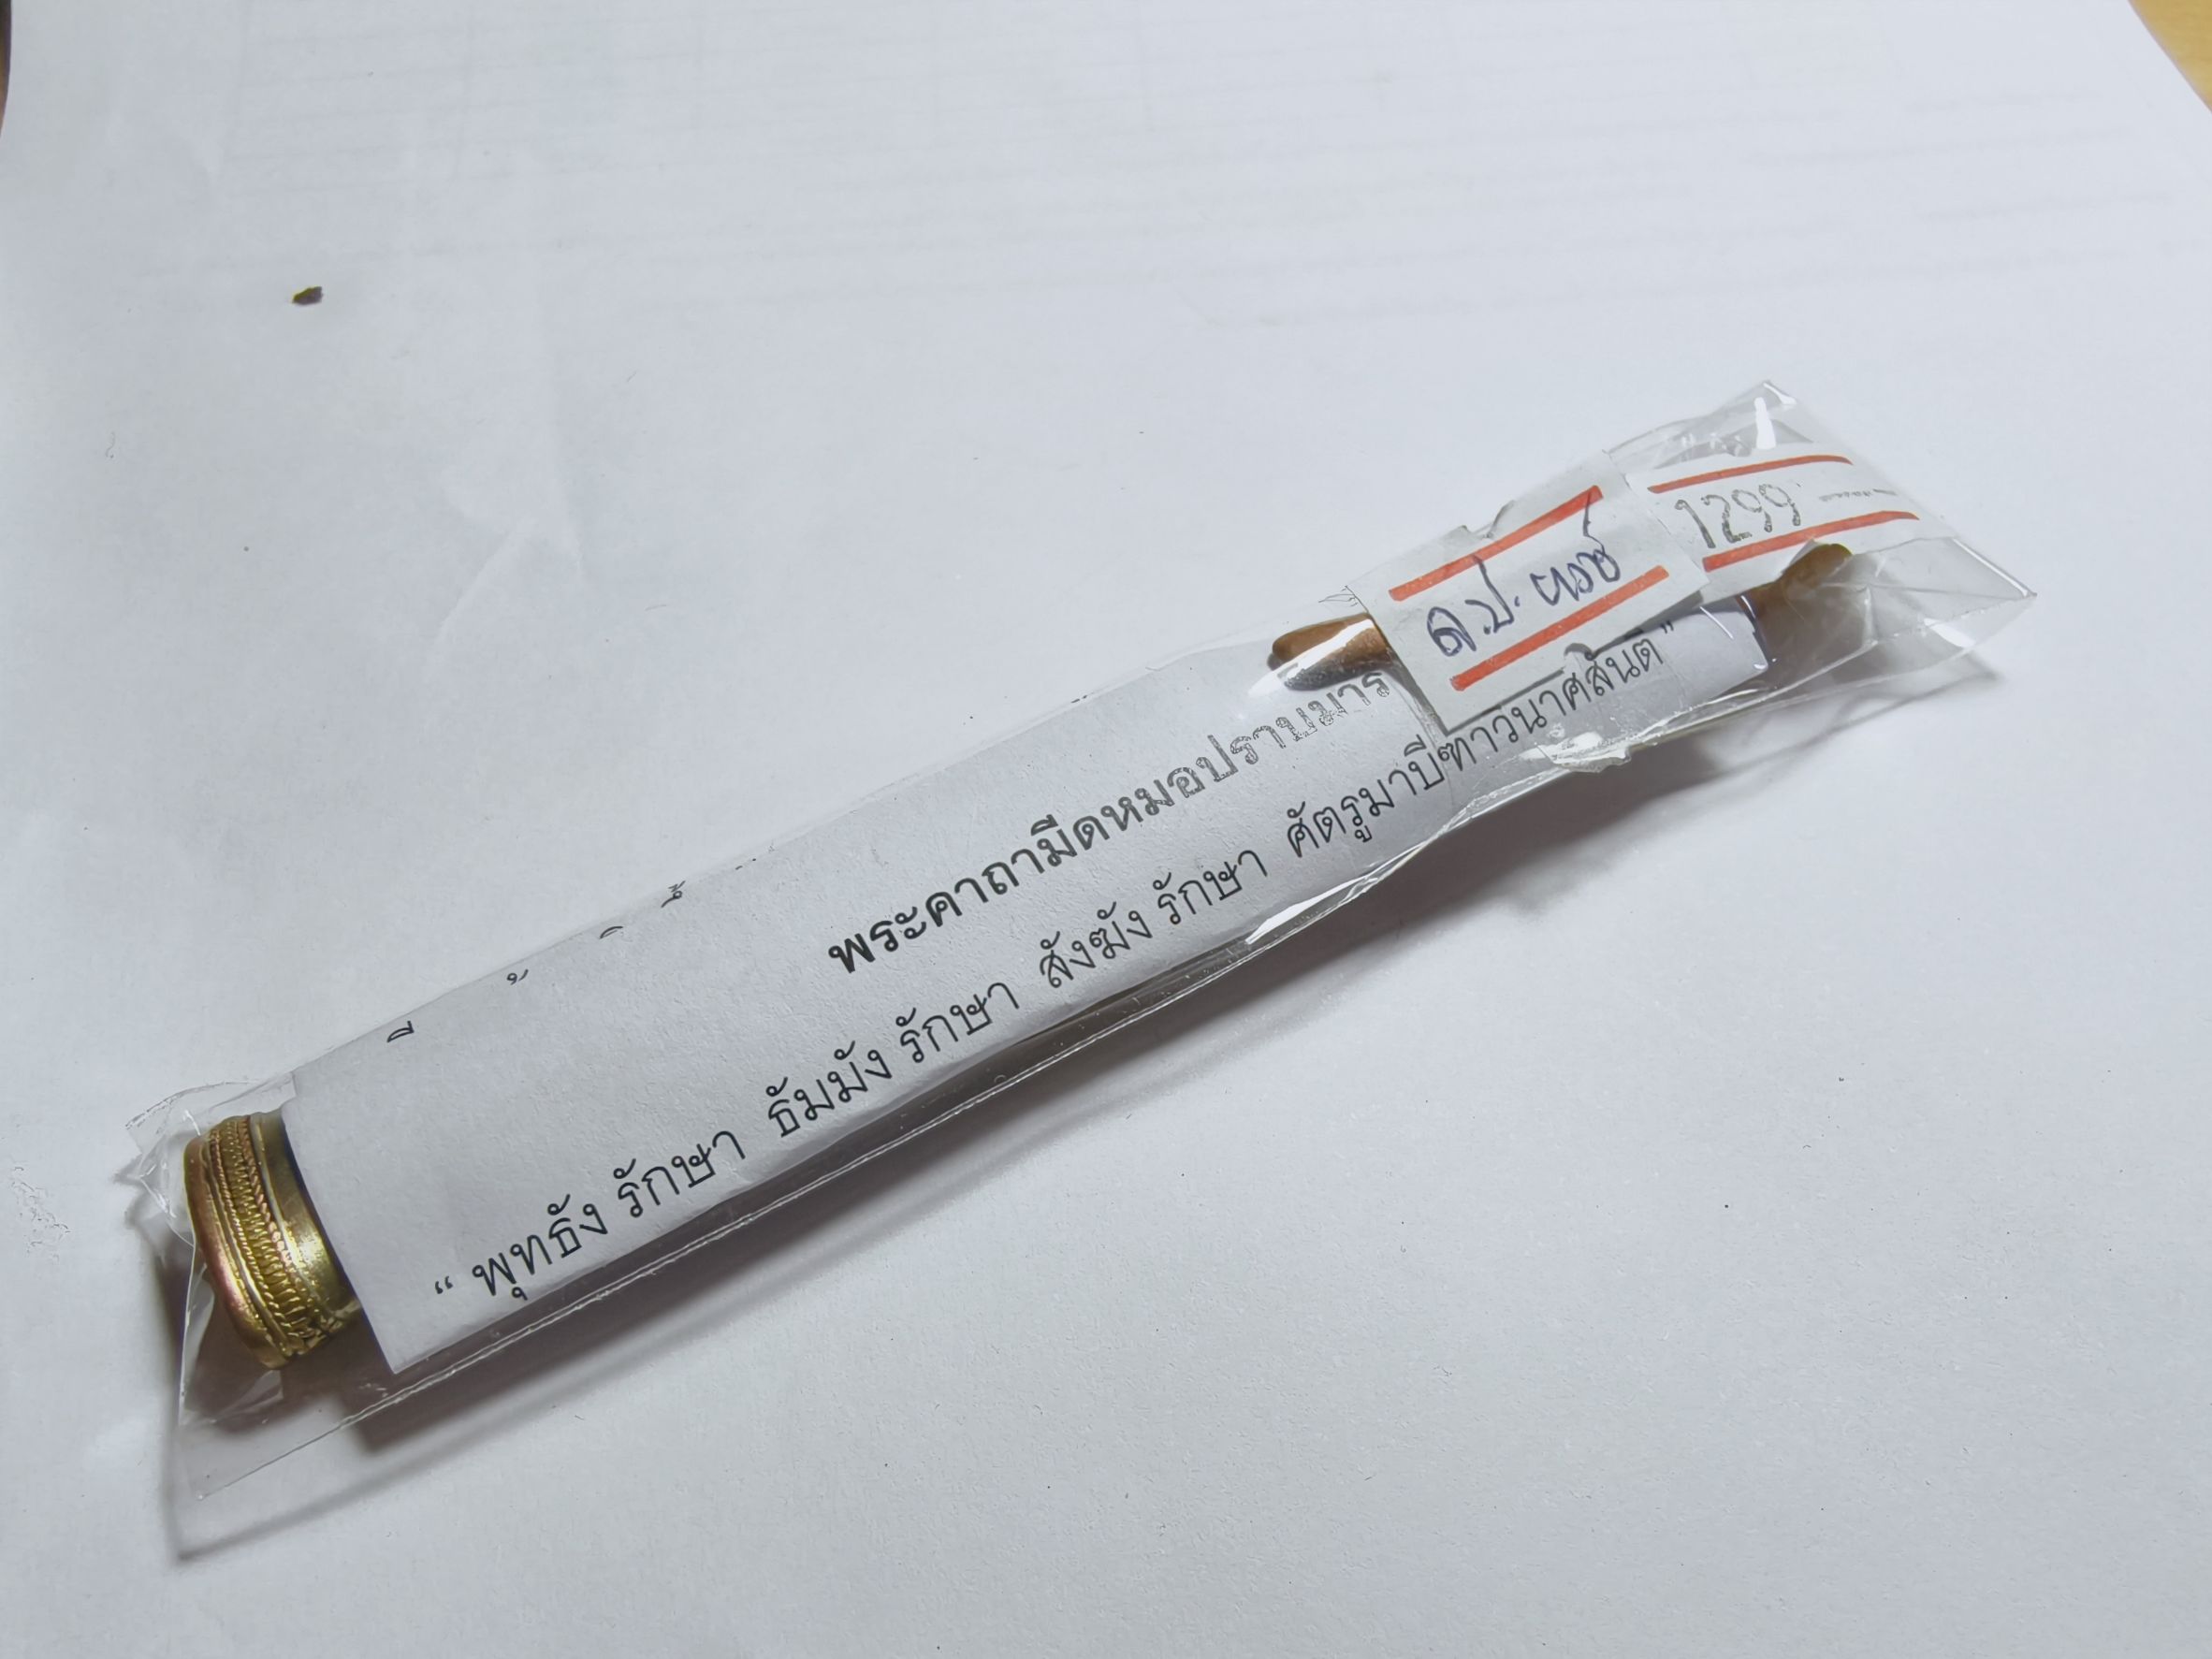 1299
ล.ป.
พระคาถามีดหมอปราบมาร
“ พุทธัง รักษา ธัมมัง รักษา สังฆัง รักษา ศัตรูมาบีฑาวนาศสันติ”